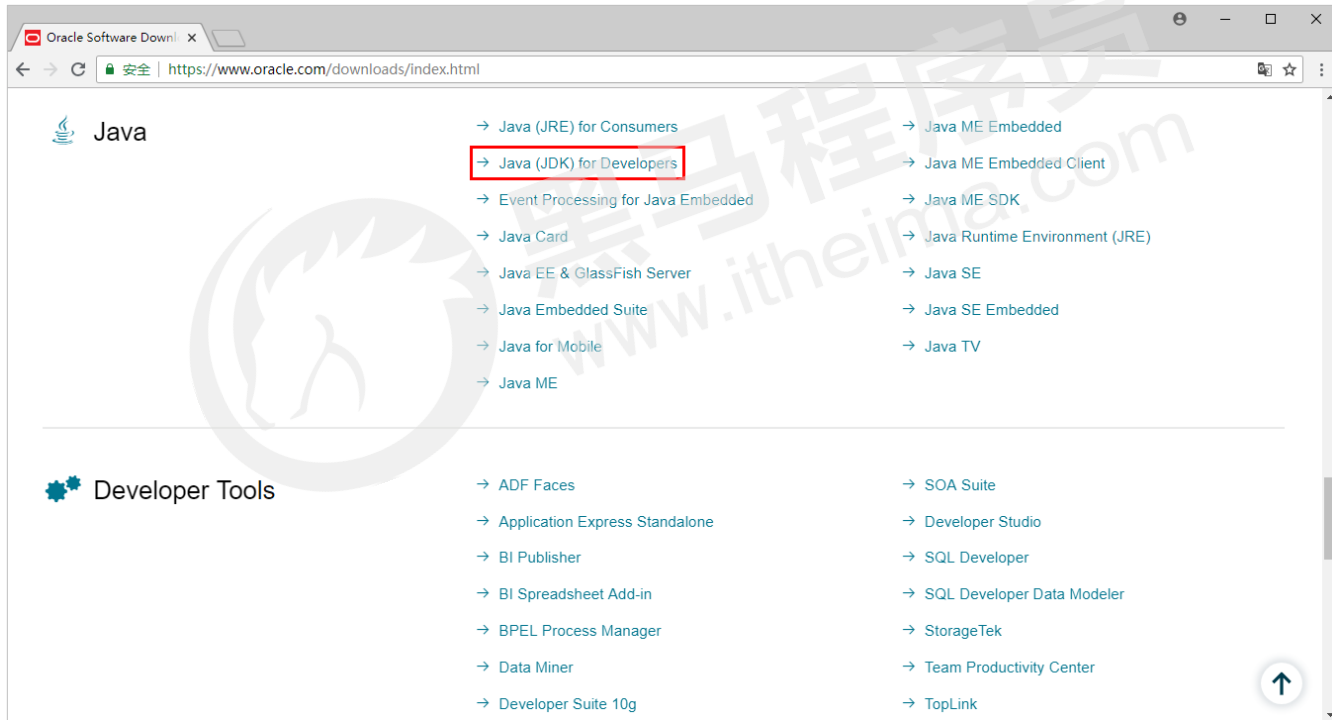 Oracle Software Downl
安全 | https://www.oracle.com/downloads/index.html
Java
→ Java (JRE) for Consumers
→ Java (JDK) for Developers
→ Event Processing for Java Embedded
→ Java Card
→ Java EE & GlassFish Server
→ Java Embedded Suite
→ Java for Mobile
→ Java ME
→ Java ME Embedded
→ Java ME Embedded Client
→ Java ME SDK
→ Java Runtime Environment (JRE)
→ Java SE
→ Java SE Embedded
→ Java TV
黑马程序员
www.itheima.com
Developer Tools
→ ADF Faces
→ Application Express Standalone
→ BI Publisher
→ BI Spreadsheet Add-in
→ BPEL Process Manager
→ Data Miner
→ Developer Suite 10g
→ SOA Suite
→ Developer Studio
→ SQL Developer
→ SQL Developer Data Modeler
→ StorageTek
→ Team Productivity Center
→ TopLink